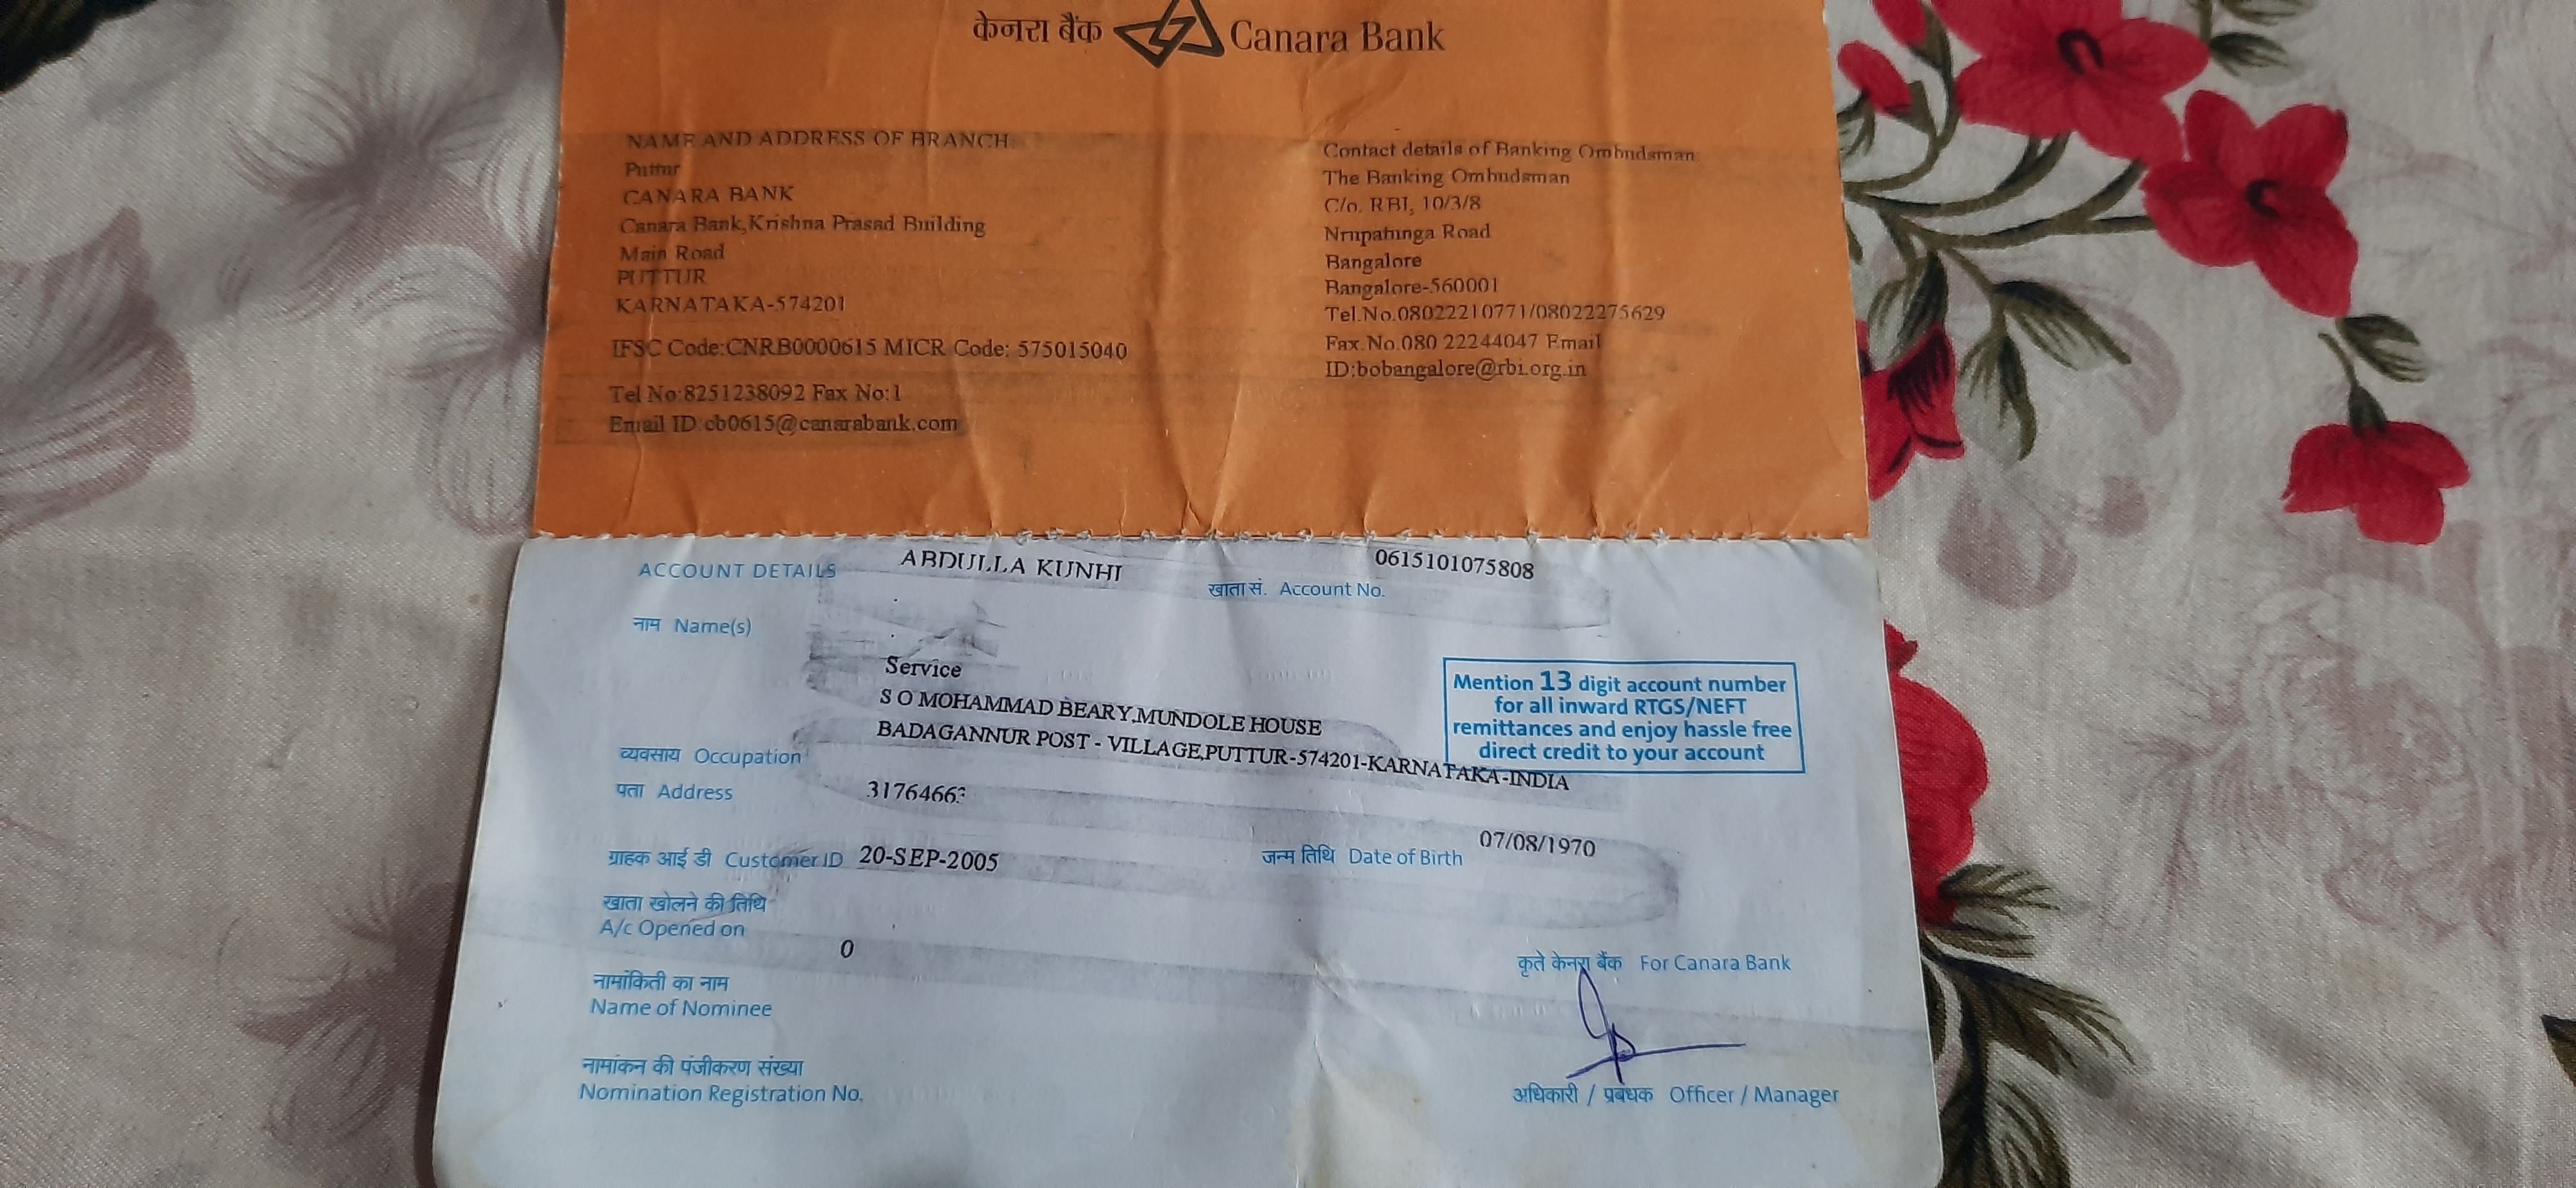 केनरा बैंक Canara Bank
NAME AND ADDRESS OF BRANCH:
Puttur
CANARA BANK
Canara Bank,Krishna Prasad Building
Main Road
PUTTUR
KARNATAKA-574201
IFSC Code:CNRB0000615 MICR Code: 575015040
Tel No:8251238092 Fax No:1
Email ID:cb0615@canarabank.com
Contact details of Banking Ombudsman:
The Banking Ombudsman
C/o. RBI, 10/3/8
Nrupathnga Road
Bangalore
Bangalore-560001
Tel.No.08022210771/08022275629
Fax.No.080 22244047 Email
ID:bobangalore@rbi.org.in
ACCOUNT DETAILS
ABDULLA KUNHI
खाता सं. Account No. 0615101075808
नाम Name(s)
Service
S O MOHAMMAD BEARY,MUNDOLE HOUSE
BADAGANNUR POST - VILLAGE,PUTTUR-574201-KARNATAKA-INDIA
Mention 13 digit account number
for all inward RTGS/NEFT
remittances and enjoy hassle free
direct credit to your account
व्यवसाय Occupation
पता Address
3176466
ग्राहक आई डी Customer ID 20-SEP-2005
जन्म तिथि Date of Birth 07/08/1970
खाता खोलने की तिथि
A/c Opened on
0
नामांकिती का नाम
Name of Nominee
नामांकन की पंजीकरण संख्या
Nomination Registration No.
कृते केनरा बैंक For Canara Bank
अधिकारी / प्रबंधक Officer / Manager